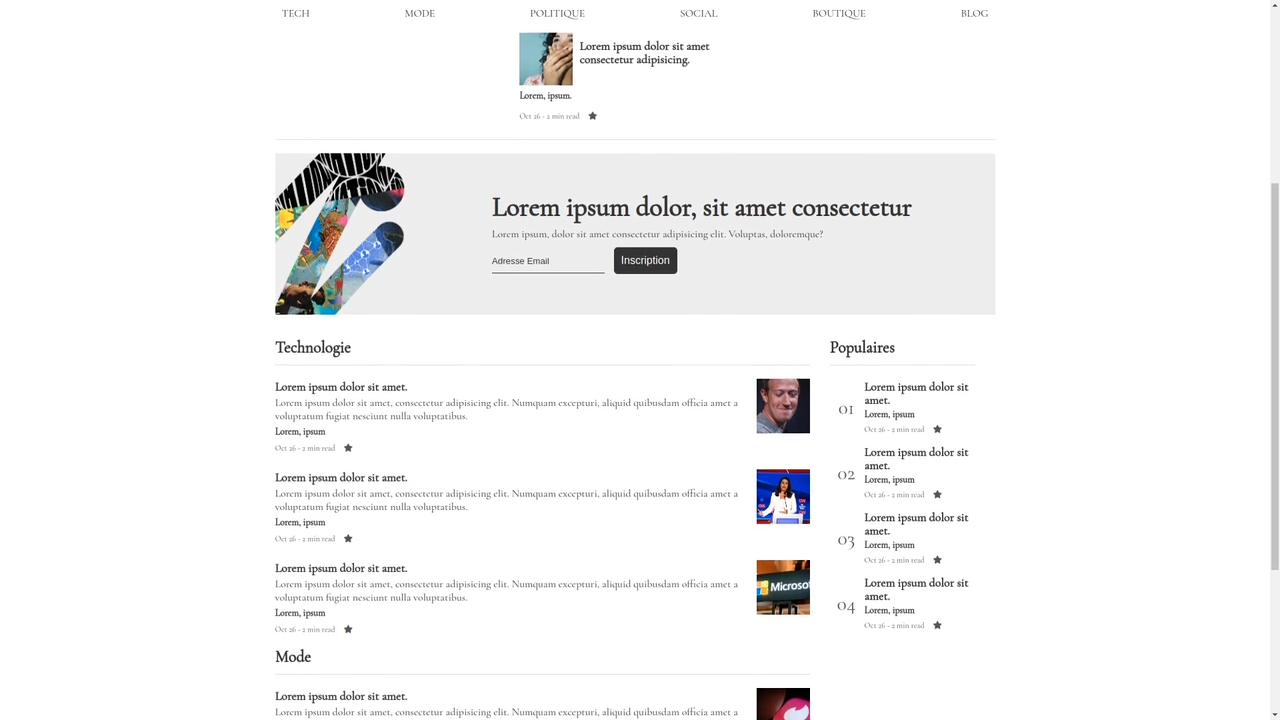 TECH MODE POLITIQUE SOCIAL BOUTIQUE BLOG
Lorem ipsum dolor sit amet
consectetur adipisicing.
Lorem, ipsum.
Oct 26 - 2 min read
Lorem ipsum dolor, sit amet consectetur
Lorem ipsum, dolor sit amet consectetur adipisicing elit. Voluptas, doloremque?
Adresse Email
Inscription
Technologie
Lorem ipsum dolor sit amet.
Lorem ipsum dolor sit amet, consectetur adipisicing elit. Numquam excepturi, aliquid quibusdam officia amet a
voluptatum fugiat nesciunt nulla voluptatibus.
Lorem, ipsum
Oct 26 - 2 min read
Lorem ipsum dolor sit amet.
Lorem ipsum dolor sit amet, consectetur adipisicing elit. Numquam excepturi, aliquid quibusdam officia amet a
voluptatum fugiat nesciunt nulla voluptatibus.
Lorem, ipsum
Oct 26 - 2 min read
Lorem ipsum dolor sit amet.
Lorem ipsum dolor sit amet, consectetur adipisicing elit. Numquam excepturi, aliquid quibusdam officia amet a
voluptatum fugiat nesciunt nulla voluptatibus.
Lorem, ipsum
Oct 26 - 2 min read
Microsof
Mode
Lorem ipsum dolor sit amet.
Lorem ipsum dolor sit amet, consectetur adipisicing elit. Numquam excepturi, aliquid quibusdam officia amet a
Populaires
01
Lorem ipsum dolor sit
amet.
Lorem, ipsum
Oct 26 - 2 min read
02
Lorem ipsum dolor sit
amet.
Lorem, ipsum
Oct 26 - 2 min read
03
Lorem ipsum dolor sit
amet.
Lorem, ipsum
Oct 26 - 2 min read
04
Lorem ipsum dolor sit
amet.
Lorem, ipsum
Oct 26 - 2 min read